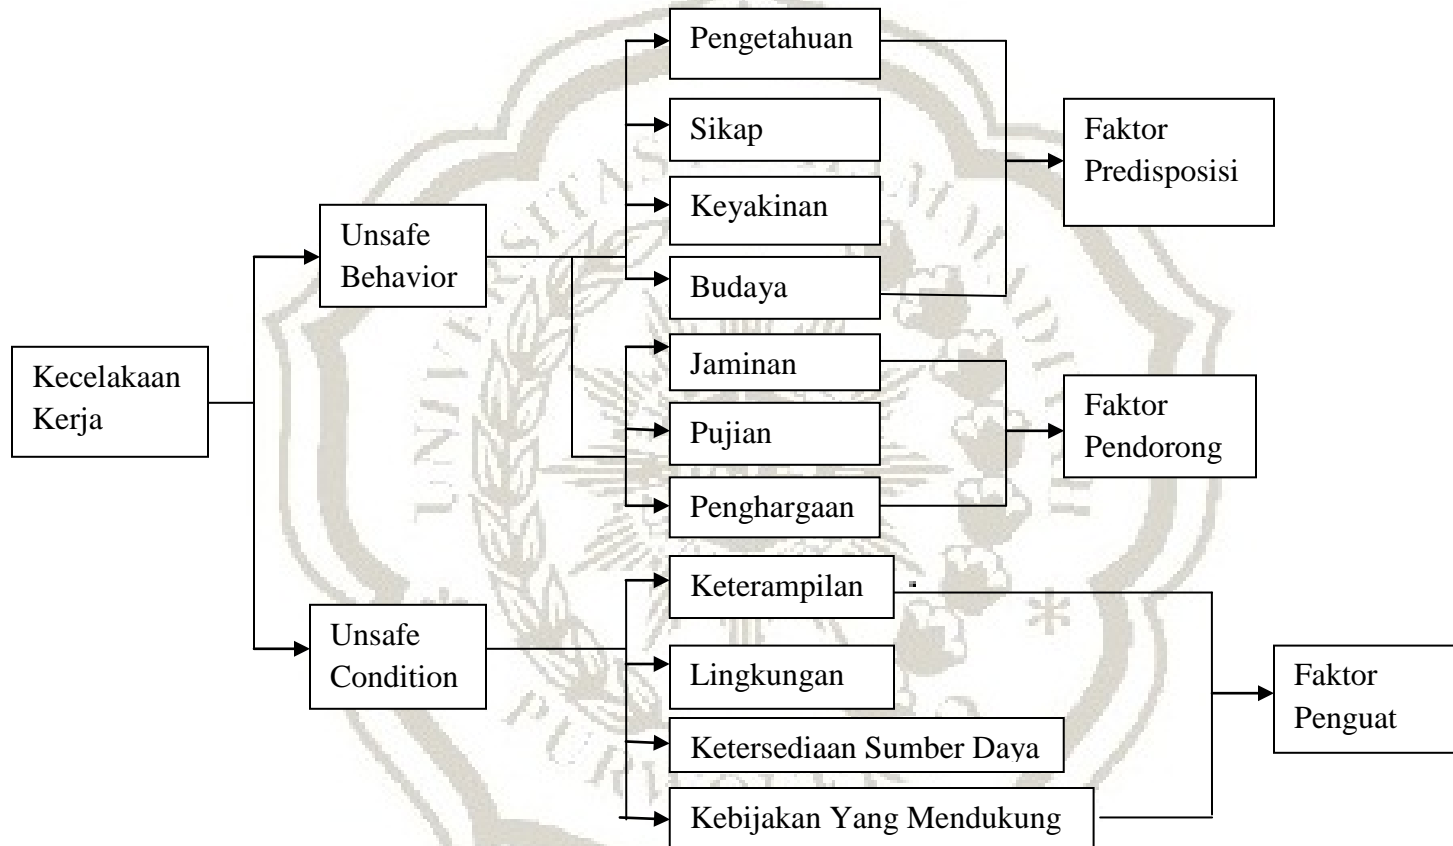 Kecelakaan
Kerja
Unsafe
Behavior
Unsafe
Condition
Pengetahuan
Sikap
Keyakinan
Budaya
Jaminan
Pujian
Penghargaan
Keterampilan
Lingkungan
Ketersediaan Sumber Daya
Kebijakan Yang Mendukung
Faktor
Predisposisi
Faktor
Pendorong
Faktor
Penguat